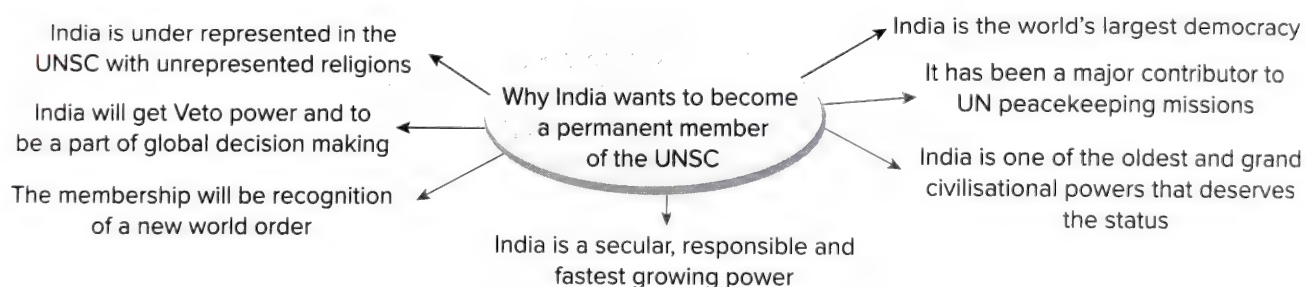 India is under represented in the
UNSC with unrepresented religions
India will get Veto power and to
be a part of global decision making
The membership will be recognition
of a new world order
Why India wants to become
a permanent member
of the UNSC
India is a secular, responsible and
fastest growing power
India is the world's largest democracy
It has been a major contributor to
UN peacekeeping missions
India is one of the oldest and grand
civilisational powers that deserves
the status